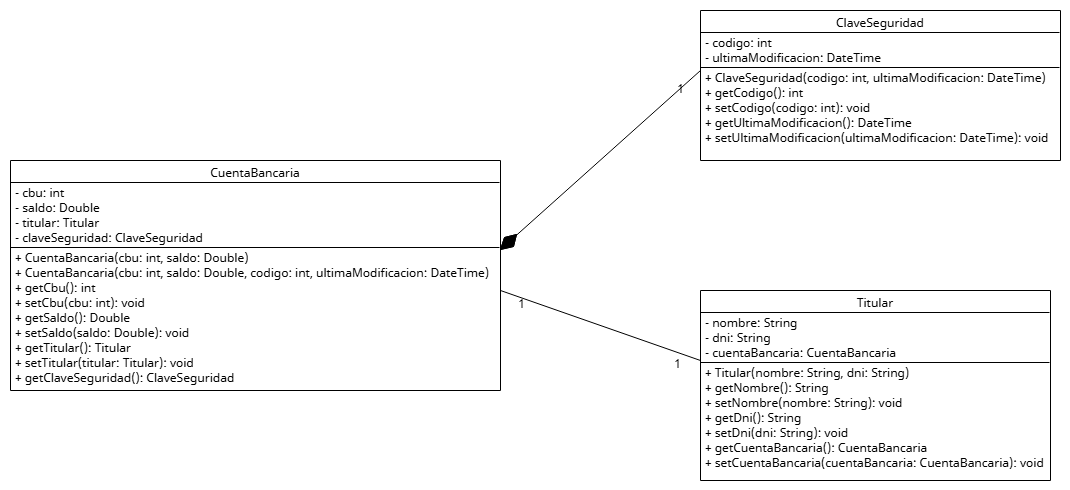 ClaveSeguridad
- codigo: int
- ultimaModificacion: DateTime
+ ClaveSeguridad(codigo: int, ultimaModificacion: DateTime)
+ getCodigo(): int
+ setCodigo(codigo: int): void
+ getUltimaModificacion(): DateTime
+ setUltimaModificacion(ultimaModificacion: DateTime): void
1
CuentaBancaria
- cbu: int
- saldo: Double
- titular: Titular
- claveSeguridad: ClaveSeguridad
+ CuentaBancaria(cbu: int, saldo: Double)
+ CuentaBancaria(cbu: int, saldo: Double, codigo: int, ultimaModificacion: DateTime)
+ getCbu(): int
+ setCbu(cbu: int): void
+ getSaldo(): Double
+ setSaldo(saldo: Double): void
+ getTitular(): Titular
+ setTitular(titular: Titular): void
+ getClaveSeguridad(): ClaveSeguridad
1
1
Titular
- nombre: String
- dni: String
- cuentaBancaria: CuentaBancaria
+ Titular(nombre: String, dni: String)
+ getNombre(): String
+ setNombre(nombre: String): void
+ getDni(): String
+ setDni(dni: String): void
+ getCuentaBancaria(): CuentaBancaria
+ setCuentaBancaria(cuentaBancaria: CuentaBancaria): void